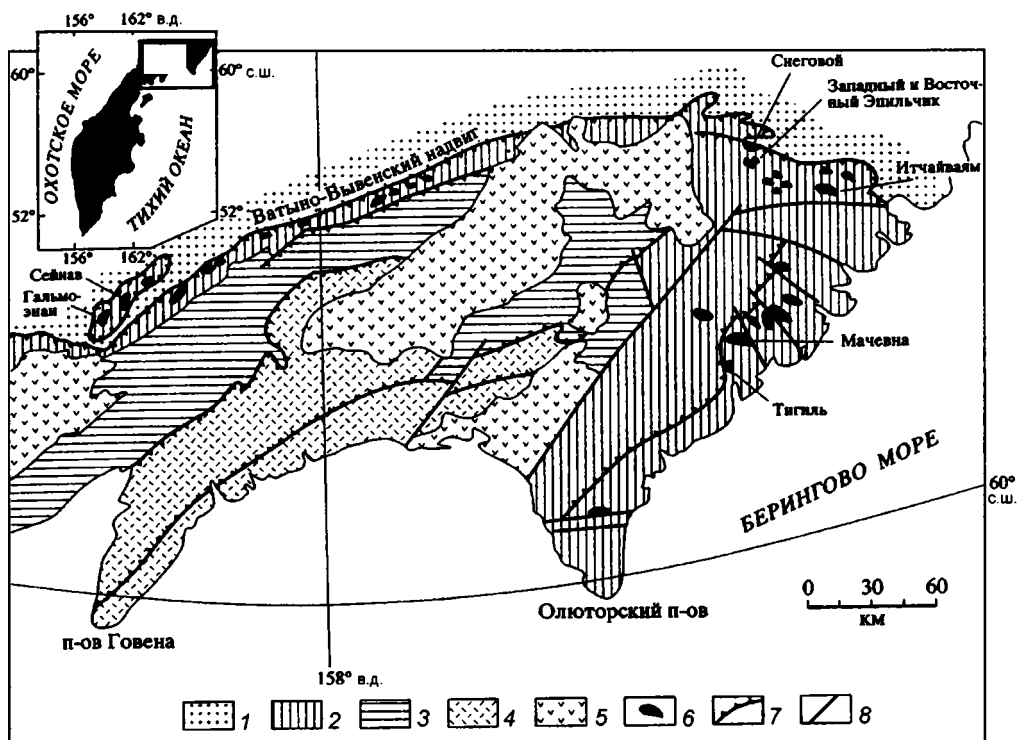 156° 162° в.д.
60°
60° с.ш.
ОХОТСКОЕ МОРЕ
ТИХИЙ ОКЕАН
52°
52°
156° 162°
Снеговой
Западный и Восточ-
ный Эпильчик
Итчайваям
Ватыно-Вывенский надвиг
Сейнав
Гальмо-
энан
Мачевна
Тигиль
БЕРИНГОВО МОРЕ
60°
с.ш.
0 30 60
км
Олюторский п-ов
п-ов Говена
158° в.д.
1 2 3 4 5 6 7 8